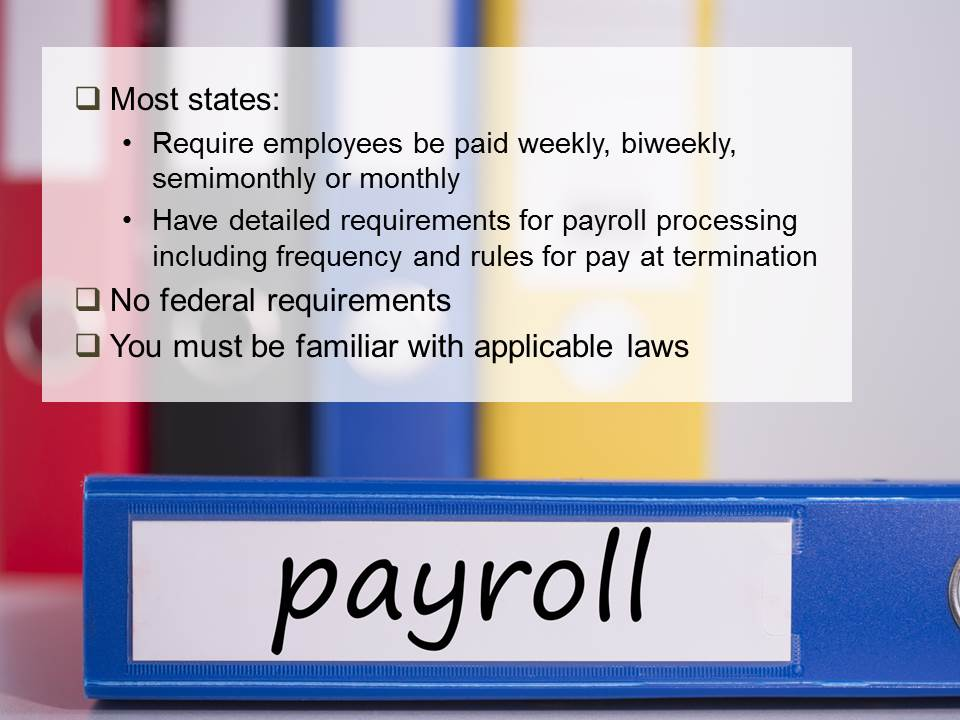 ❑ Most states:
• Require employees be paid weekly, biweekly,
semimonthly or monthly
• Have detailed requirements for payroll processing
including frequency and rules for pay at termination
❑ No federal requirements
❑ You must be familiar with applicable laws
payroll